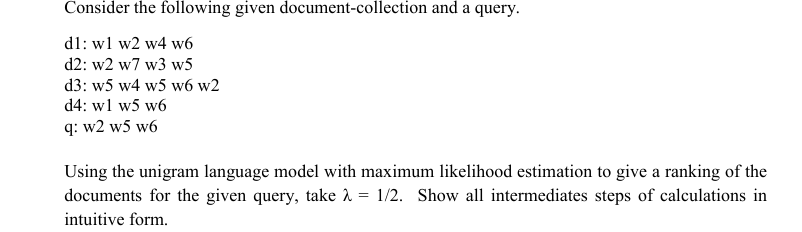 Consider the following given document-collection and a query.
d1: w1 w2 w4 w6
d2: w2 w7 w3 w5
d3: w5 w4 w5 w6 w2
d4: w1 w5 w6
q: w2 w5 w6
Using the unigram language model with maximum likelihood estimation to give a ranking of the
documents for the given query, take λ = 1/2. Show all intermediates steps of calculations in
intuitive form.